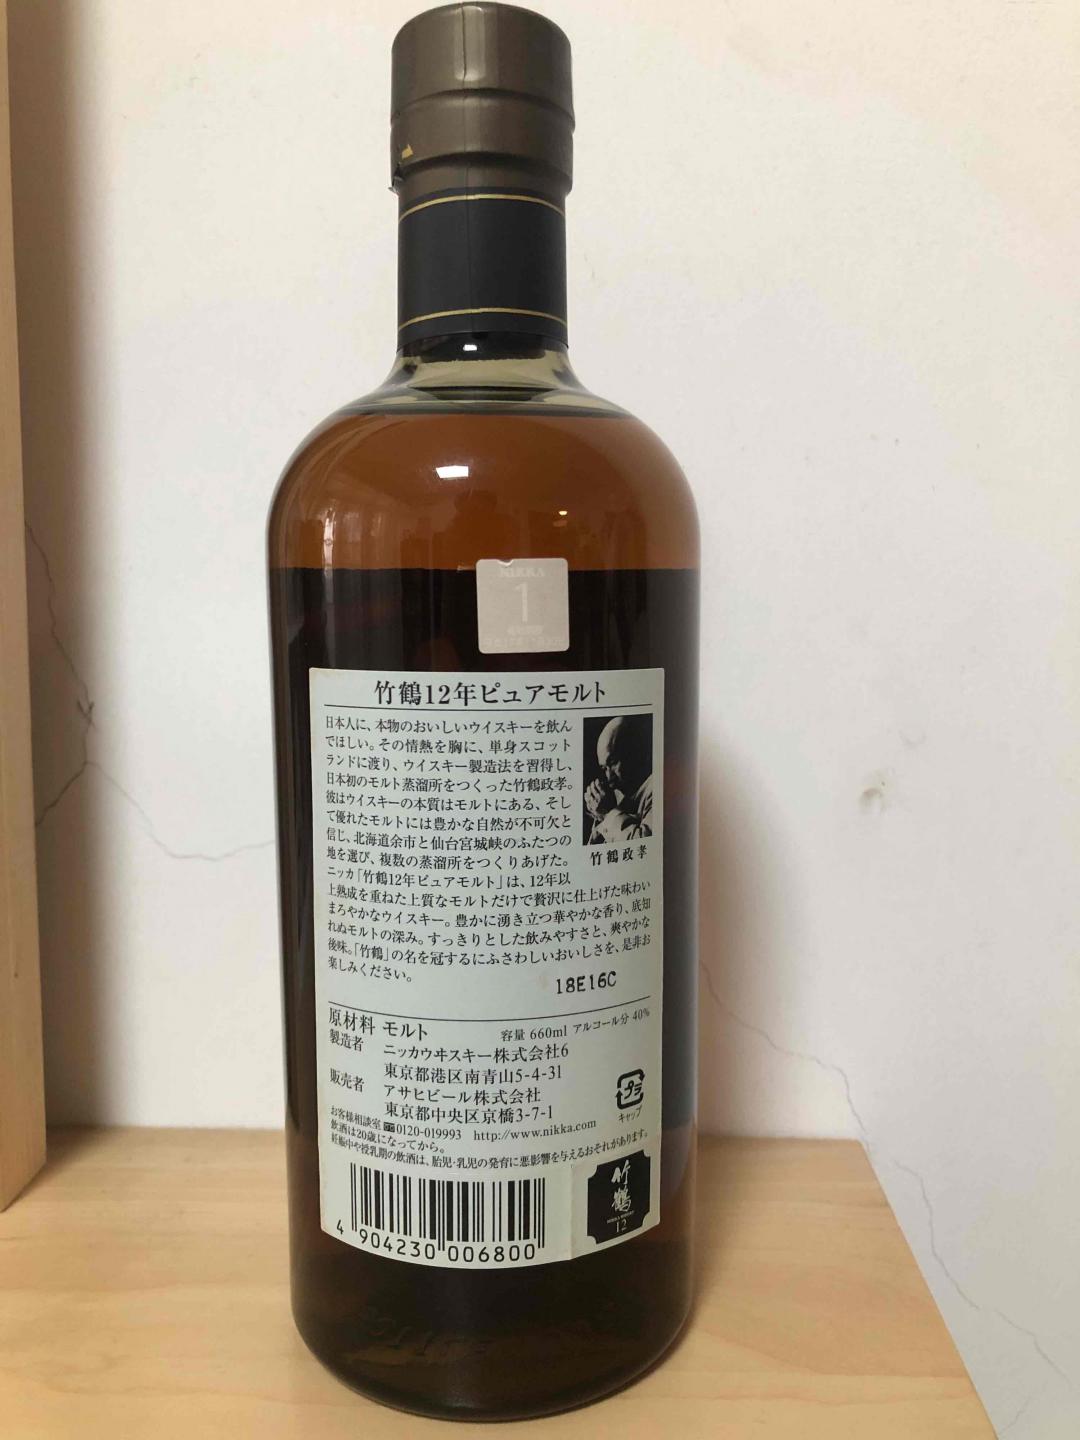 NIKKA
1
竹鶴12年ピュアモルト
日本人に、本物のおいしいウイスキーを飲ん
でほしい。その情熱を胸に、単身スコット
ランドに渡り、ウイスキー製造法を習得し、
日本初のモルト蒸溜所をつくった竹鶴政孝。
彼はウイスキーの本質はモルトにある、そし
て優れたモルトには豊かな自然が不可欠と
信じ、北海道余市と仙台宮城峡のふたつの
地を選び、複数の蒸溜所をつくりあげた。
ニッカ「竹鶴12年ピュアモルト」は、12年以
上熟成を重ねた上質なモルトだけで贅沢に仕上げた味わい
まろやかなウイスキー。豊かに湧き立つ華やかな香り、底知
れぬモルトの深み。すっきりとした飲みやすさと、爽やかな
後味。「竹鶴」の名を冠するにふさわしいおいしさを、是非お
楽しみください。
竹鶴政孝
18E16C
原材料 モルト 容量 660ml アルコール分 40%
製造者 ニッカウヰスキー株式会社6
東京都港区南青山5-4-31
販売者 アサヒビール株式会社
東京都中央区京橋3-7-1
プラ
キャップ
お客様相談室 0120-019993 http://www.nikka.com
飲酒は20歳になってから。
妊娠中や授乳期の飲酒は、胎児・乳児の発育に悪影響を与えるおそれがあります。
4 904230 006800
竹鶴
NIKKA WHISKY
12